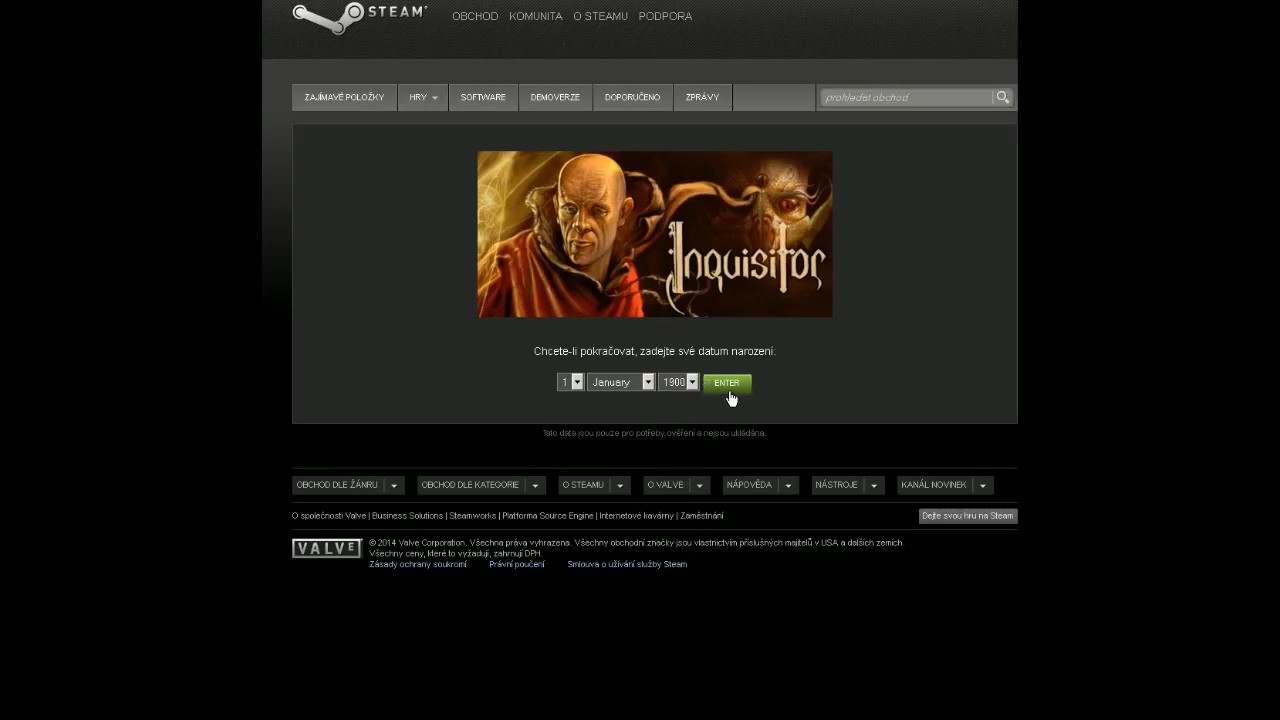 STEAM
OBCHOD KOMUNITA O STEAMU PODPORA
ZAJÍMAVÉ POLOŽKY HRY SOFTWARE DEMOVERZE DOPORUČENO ZPRÁVY prohledat obchod
Inquisitor
Chcete-li pokračovat, zadejte své datum narození:
1 January 1900 ENTER
Tato data jsou pouze pro potřeby ověření a nejsou ukládána.
OBCHOD DLE ŽÁNRU OBCHOD DLE KATEGORIE O STEAMU O VALVE NÁPOVĚDA NÁSTROJE KANÁL NOVINEK
O společnosti Valve | Business Solutions | Steamworks | Platforma Source Engine | Internetové kavárny | Zaměstnání Dejte svou hru na Steam
VALVE © 2014 Valve Corporation. Všechna práva vyhrazena. Všechny obchodní značky jsou vlastnictvím příslušných majitelů v USA a dalších zemích.
Všechny ceny, které to vyžadují, zahrnují DPH.
Zásady ochrany soukromí Právní poučení Smlouva o užívání služby Steam